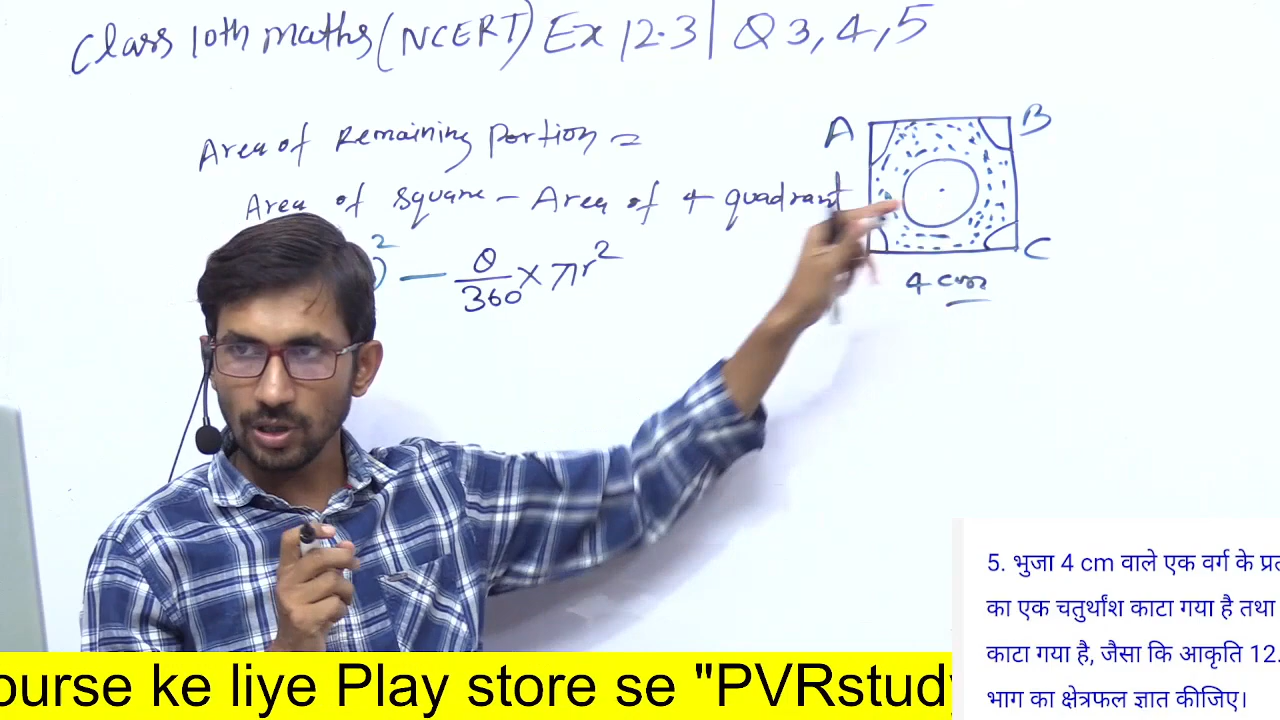 Class 10th maths (NCERT) Ex 12.3 | Q 3, 4, 5
Area of Remaining Portion =
Area of square - Area of 4 quadrant
)² — θ/360 × πr²
A
B
C
4 cm
5. भुजा 4 cm वाले एक वर्ग के
का एक चतुर्थांश काटा गया है तथा
काटा गया है, जैसा कि आकृति 12.
भाग का क्षेत्रफल ज्ञात कीजिए।
ourse ke liye Play store se "PVRstudy